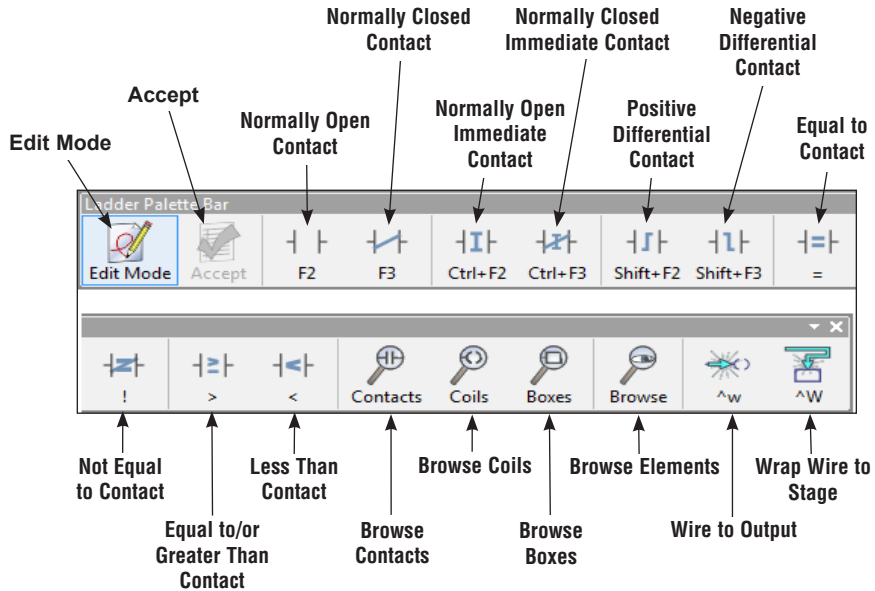 Normally Closed
Contact
Normally Closed
Immediate Contact
Negative
Differential
Contact
Accept
Edit Mode
Normally Open
Contact
Normally Open
Immediate
Contact
Positive
Differential
Contact
Equal to
Contact
Ladder Palette Bar
Edit Mode
Accept
F2
F3
Ctrl+F2
Ctrl+F3
Shift+F2
Shift+F3
=
!
>
<
Contacts
Coils
Boxes
Browse
^w
^W
Not Equal
to Contact
Less Than
Contact
Browse Coils
Browse Elements
Wrap Wire to
Stage
Equal to/or
Greater Than
Contact
Browse
Contacts
Browse
Boxes
Wire to Output